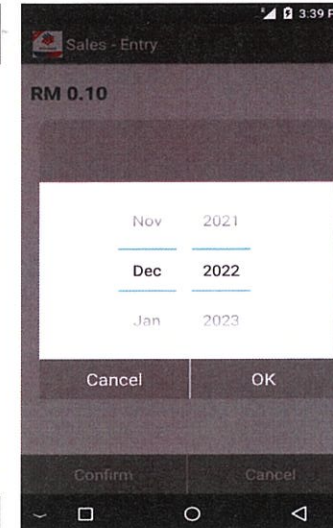 3:39 P
Sales - Entry
RM 0.10
Nov 2021
Dec 2022
Jan 2023
Cancel OK
Confirm Cancel